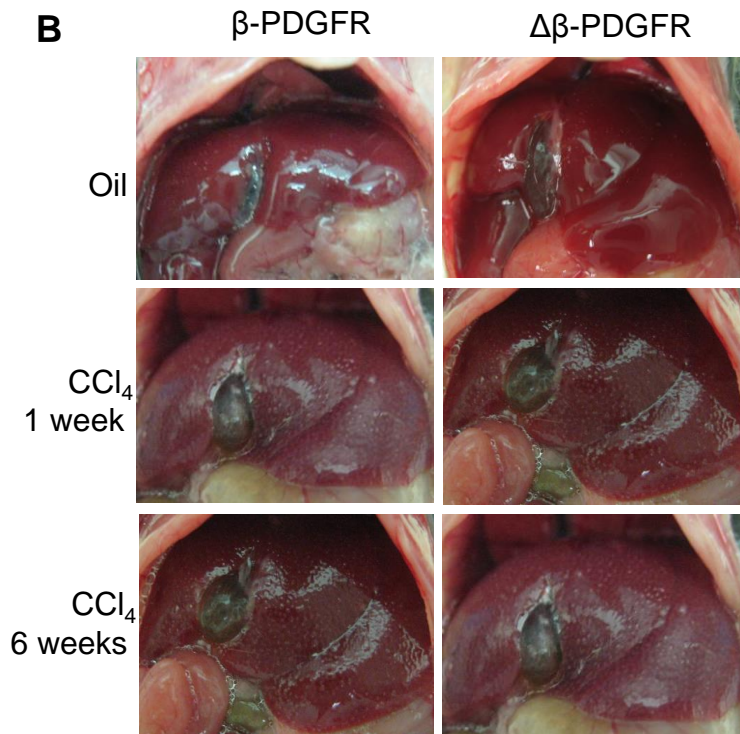 B
β-PDGFR
Δβ-PDGFR
Oil
CCl₄
1 week
CCl₄
6 weeks